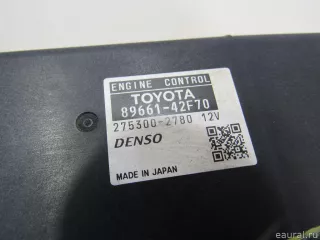 ENGINE CONTROL
TOYOTA
89661-42F70
275300-2780 12V
DENSO
MADE IN JAPAN
eaural.ru